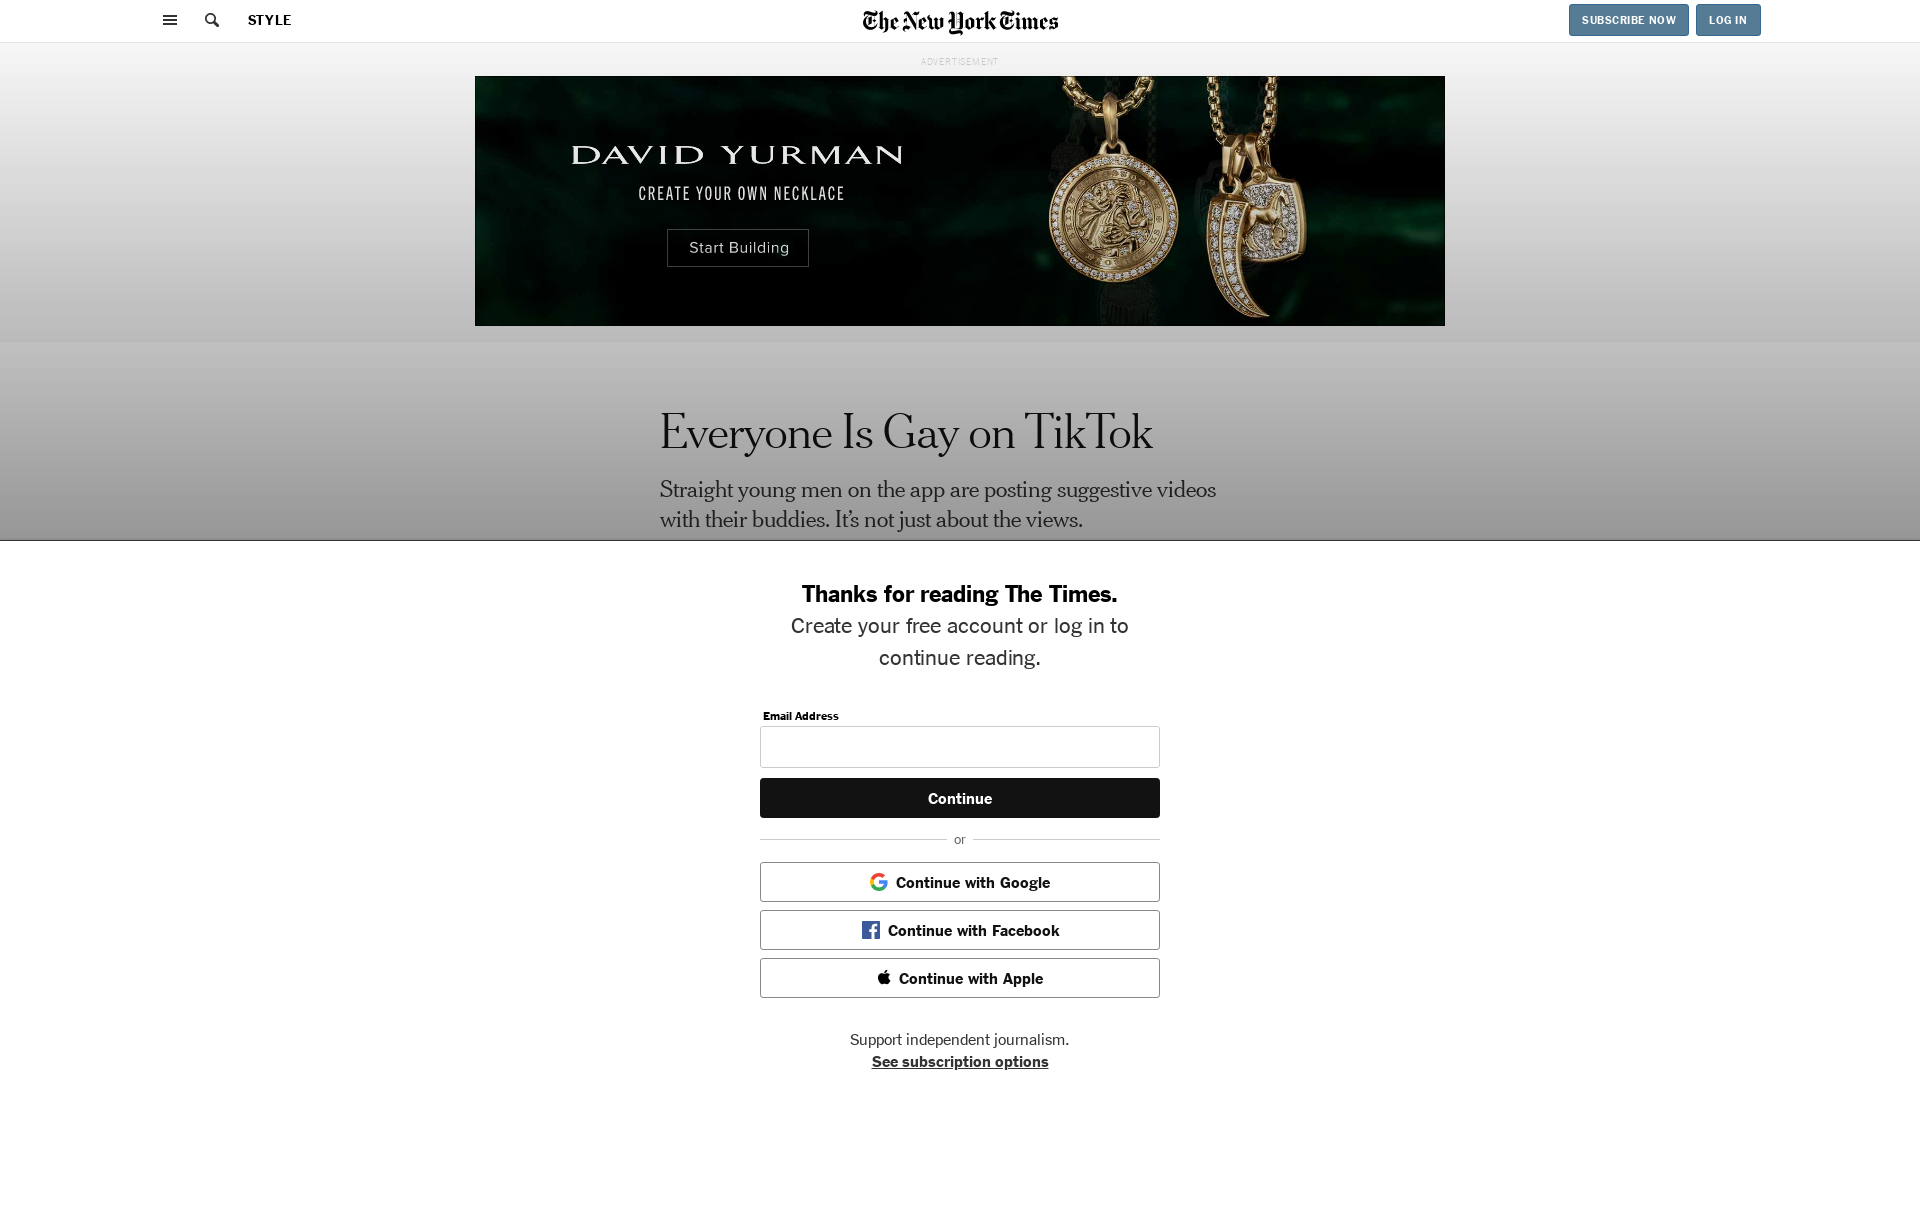 STYLE
The New York Times
SUBSCRIBE NOW
LOG IN
ADVERTISEMENT
DAVID YURMAN
CREATE YOUR OWN NECKLACE
Start Building
Everyone Is Gay on TikTok
Straight young men on the app are posting suggestive videos
with their buddies. It’s not just about the views.
Thanks for reading The Times.
Create your free account or log in to
continue reading.
Email Address
Continue
or
Continue with Google
Continue with Facebook
Continue with Apple
Support independent journalism.
See subscription options